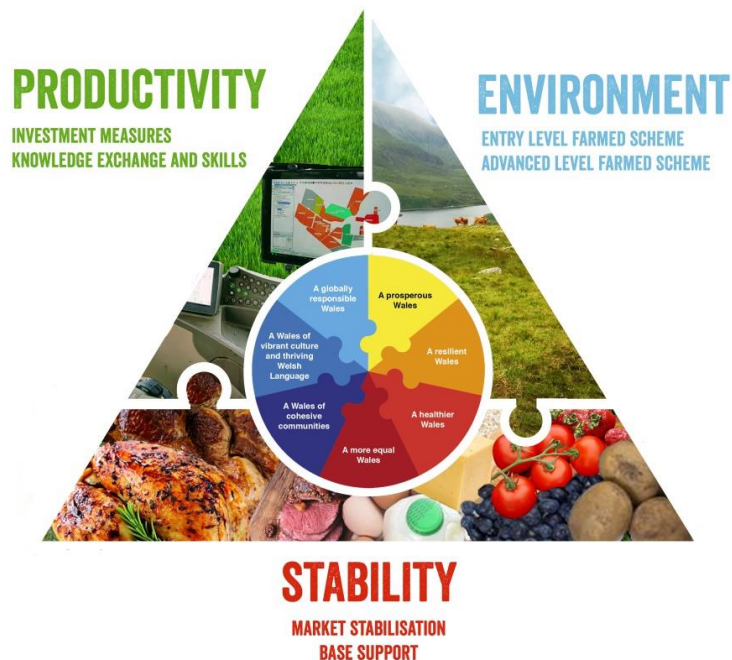 PRODUCTIVITY
INVESTMENT MEASURES
KNOWLEDGE EXCHANGE AND SKILLS
ENVIRONMENT
ENTRY LEVEL FARMED SCHEME
ADVANCED LEVEL FARMED SCHEME
A globally
responsible
Wales
A prosperous
Wales
A Wales of
vibrant culture
and thriving
Welsh
Language
A resilient
Wales
A Wales of
cohesive
communities
A healthier
Wales
A more equal
Wales
STABILITY
MARKET STABILISATION
BASE SUPPORT